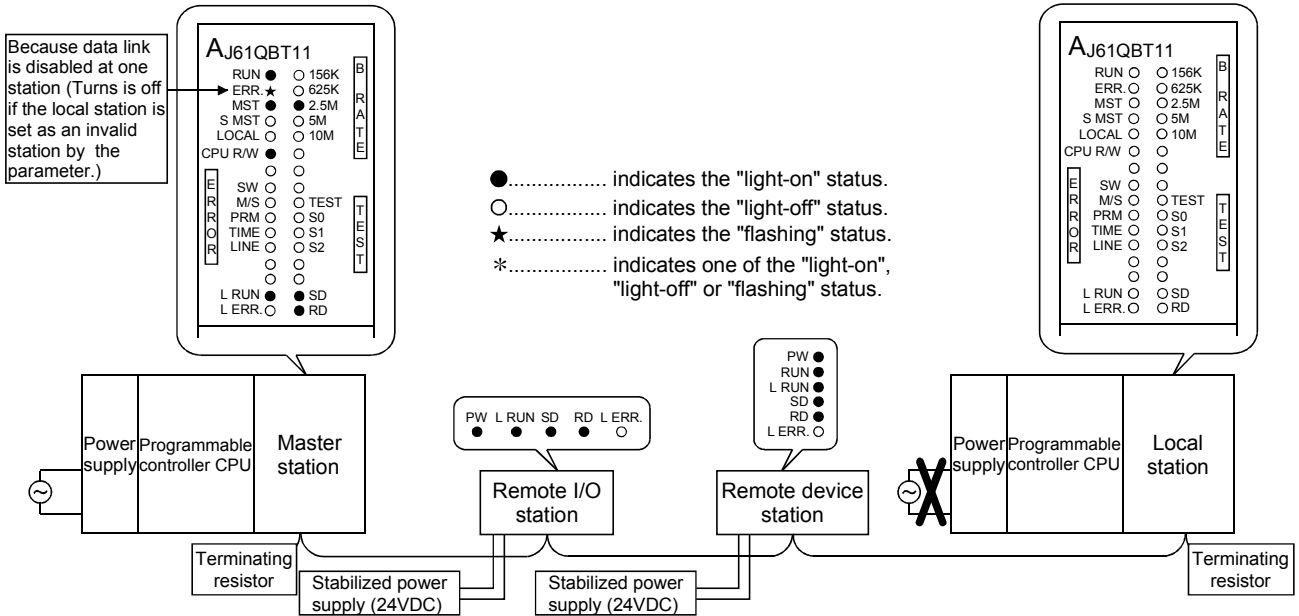 Because data link
is disabled at one
station (Turns is off
if the local station is
set as an invalid
station by the
parameter.)
AJ61QBT11
RUN ● ○ 156K
ERR. ★ ○ 625K
MST ● ● 2.5M
S MST ○ ○ 5M
LOCAL ○ ○ 10M
CPU R/W ● ○
○ ○
SW ○ ○
M/S ○ ○ TEST
PRM ○ ○ S0
TIME ○ ○ S1
LINE ○ ○ S2
○ ○
○ ○
L RUN ● ● SD
L ERR. ○ ● RD
B RATE
ERROR
TEST
●................. indicates the "light-on" status.
○................. indicates the "light-off" status.
★................. indicates the "flashing" status.
*................. indicates one of the "light-on",
"light-off" or "flashing" status.
AJ61QBT11
RUN ○ ○ 156K
ERR. ○ ○ 625K
MST ○ ○ 2.5M
S MST ○ ○ 5M
LOCAL ○ ○ 10M
CPU R/W ○ ○
○ ○
SW ○ ○
M/S ○ ○ TEST
PRM ○ ○ S0
TIME ○ ○ S1
LINE ○ ○ S2
○ ○
○ ○
L RUN ○ ○ SD
L ERR. ○ ○ RD
B RATE
ERROR
TEST
Power
supply
Programmable
controller CPU
Master
station
~
Terminating
resistor
PW L RUN SD RD L ERR.
● ● ● ● ○
Remote I/O
station
Stabilized power
supply (24VDC)
PW ●
RUN ●
L RUN ●
SD ●
RD ●
L ERR. ○
Remote device
station
Stabilized power
supply (24VDC)
~
Power
supply
Programmable
controller CPU
Local
station
Terminating
resistor